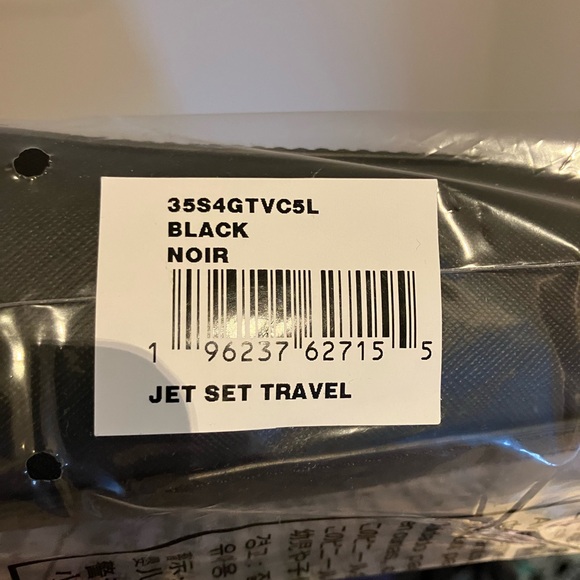 35S4GTVC5L
BLACK
NOIR
1 96237 62715 5
JET SET TRAVEL